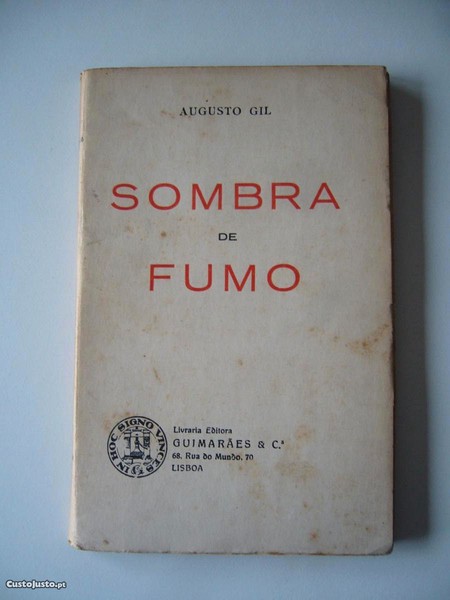 AUGUSTO GIL
SOMBRA
DE
FUMO
IN HOC SIGNO VINCES
Livraria Editora
GUIMARÃES & C.ª
68, Rua do Mundo, 70
LISBOA
CustoJusto.pt